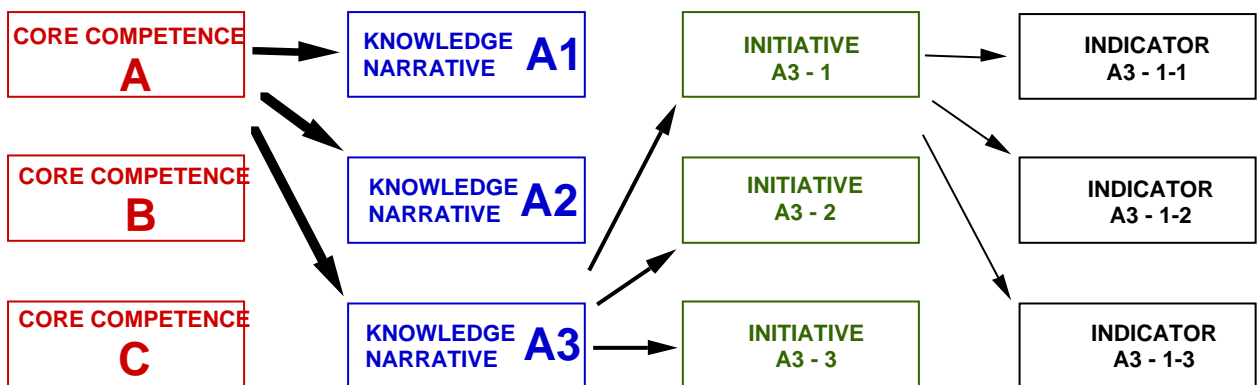 CORE COMPETENCE
A
KNOWLEDGE
NARRATIVE A1
INITIATIVE
A3 - 1
INDICATOR
A3 - 1-1
CORE COMPETENCE
B
KNOWLEDGE
NARRATIVE A2
INITIATIVE
A3 - 2
INDICATOR
A3 - 1-2
CORE COMPETENCE
C
KNOWLEDGE
NARRATIVE A3
INITIATIVE
A3 - 3
INDICATOR
A3 - 1-3